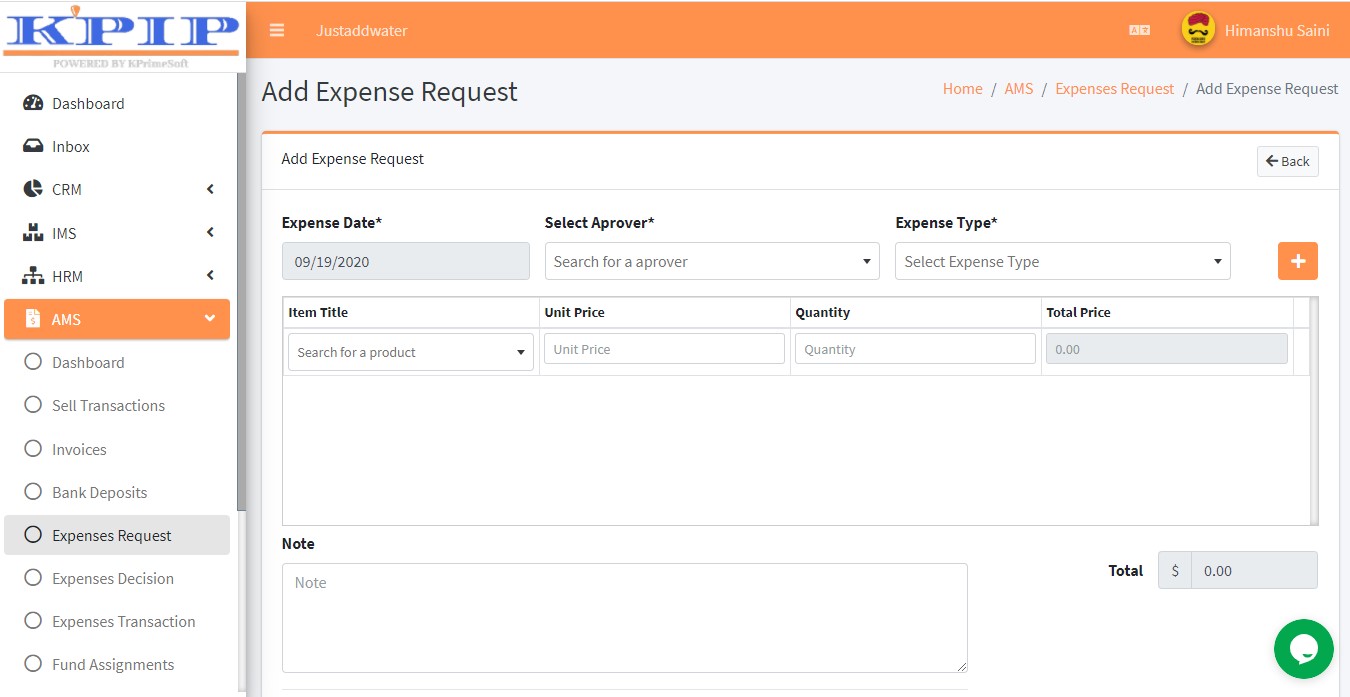 KPIP
POWERED BY KPrimeSoft
Justaddwater
Himanshu Saini
Dashboard
Inbox
CRM
IMS
HRM
AMS
Dashboard
Sell Transactions
Invoices
Bank Deposits
Expenses Request
Expenses Decision
Expenses Transaction
Fund Assignments
Add Expense Request
Home / AMS / Expenses Request / Add Expense Request
Add Expense Request
Back
Expense Date* Select Aprover* Expense Type*
09/19/2020 Search for a aprover Select Expense Type +
Item Title Unit Price Quantity Total Price
Search for a product Unit Price Quantity 0.00
Note
Note
Total $ 0.00